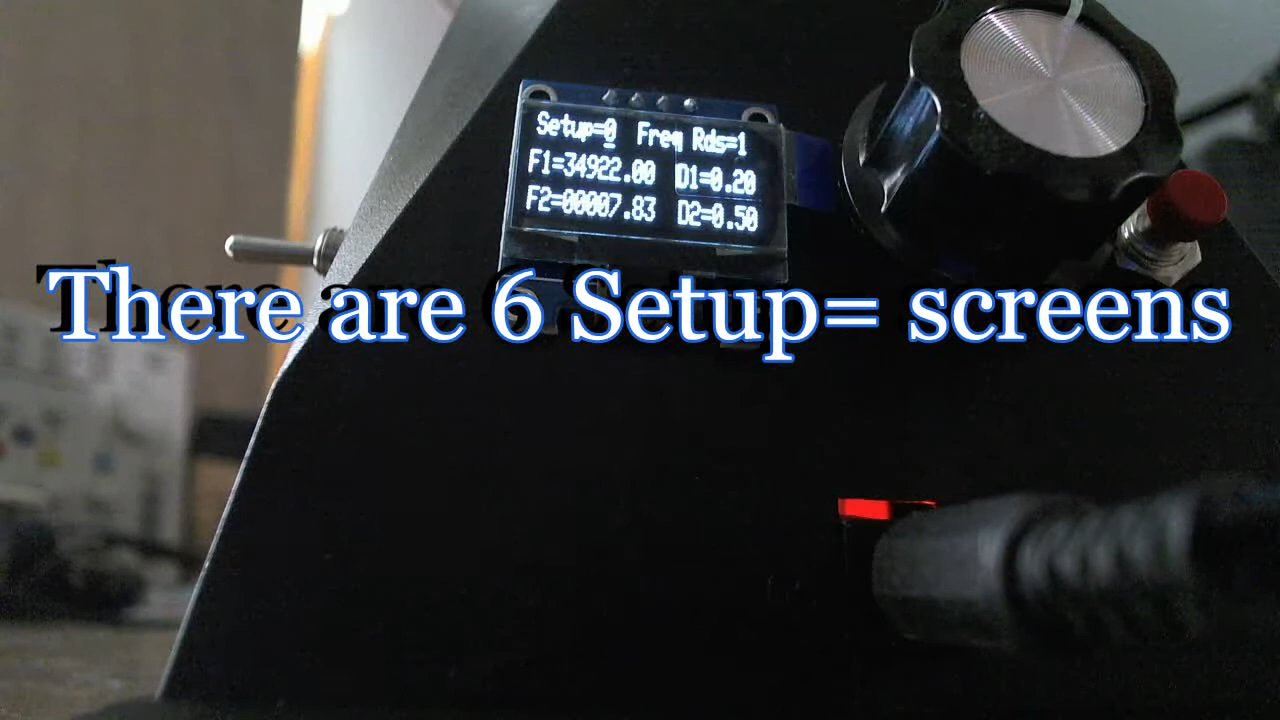 Setup=0 Freq Rds=1
F1=34922.00 D1=0.20
F2=00007.83 D2=0.50
There are 6 Setup= screens